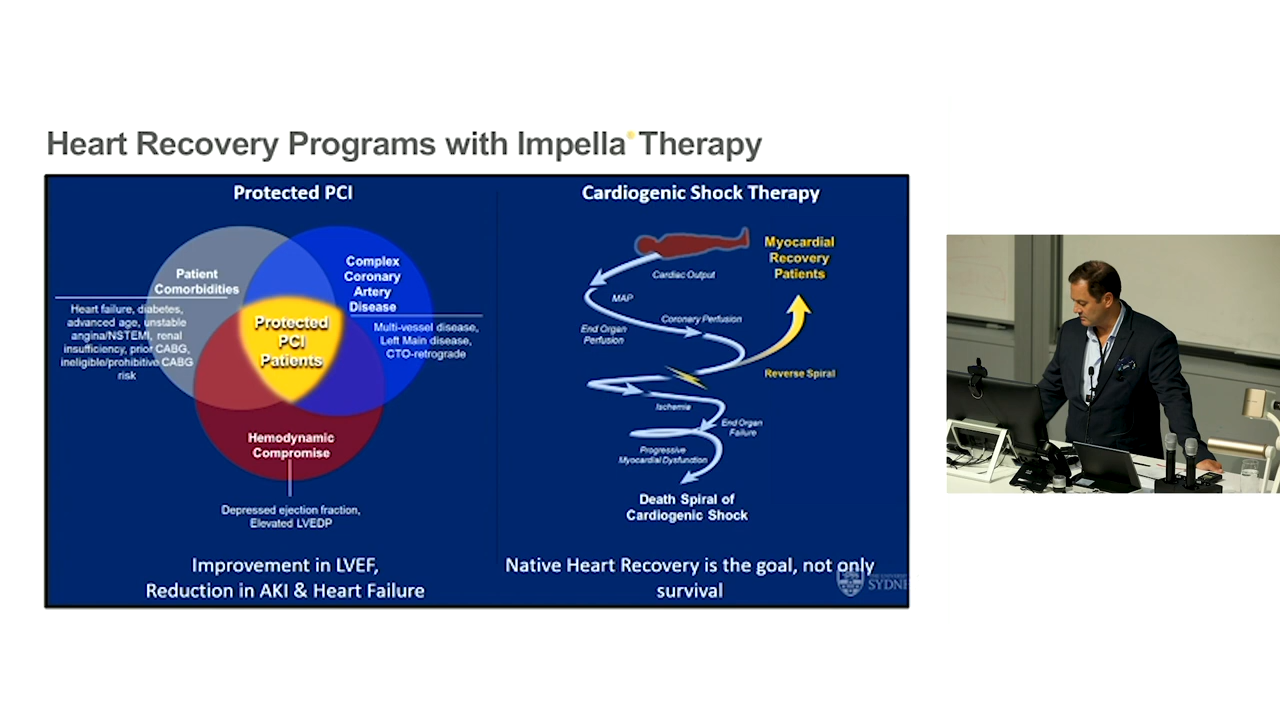 Heart Recovery Programs with Impella® Therapy
Protected PCI
Patient
Comorbidities
Heart failure, diabetes,
advanced age, unstable
angina/NSTEMI, renal
insufficiency, prior CABG,
ineligible/prohibitive CABG
risk
Complex
Coronary
Artery
Disease
Multi-vessel disease,
Left Main disease,
CTO-retrograde
Protected
PCI
Patients
Hemodynamic
Compromise
Depressed ejection fraction,
Elevated LVEDP
Improvement in LVEF,
Reduction in AKI & Heart Failure
Cardiogenic Shock Therapy
Myocardial
Recovery
Patients
Cardiac Output
MAP
Coronary Perfusion
End Organ
Perfusion
Reverse Spiral
Ischemia
End Organ
Failure
Progressive
Myocardial Dysfunction
Death Spiral of
Cardiogenic Shock
Native Heart Recovery is the goal, not only
survival